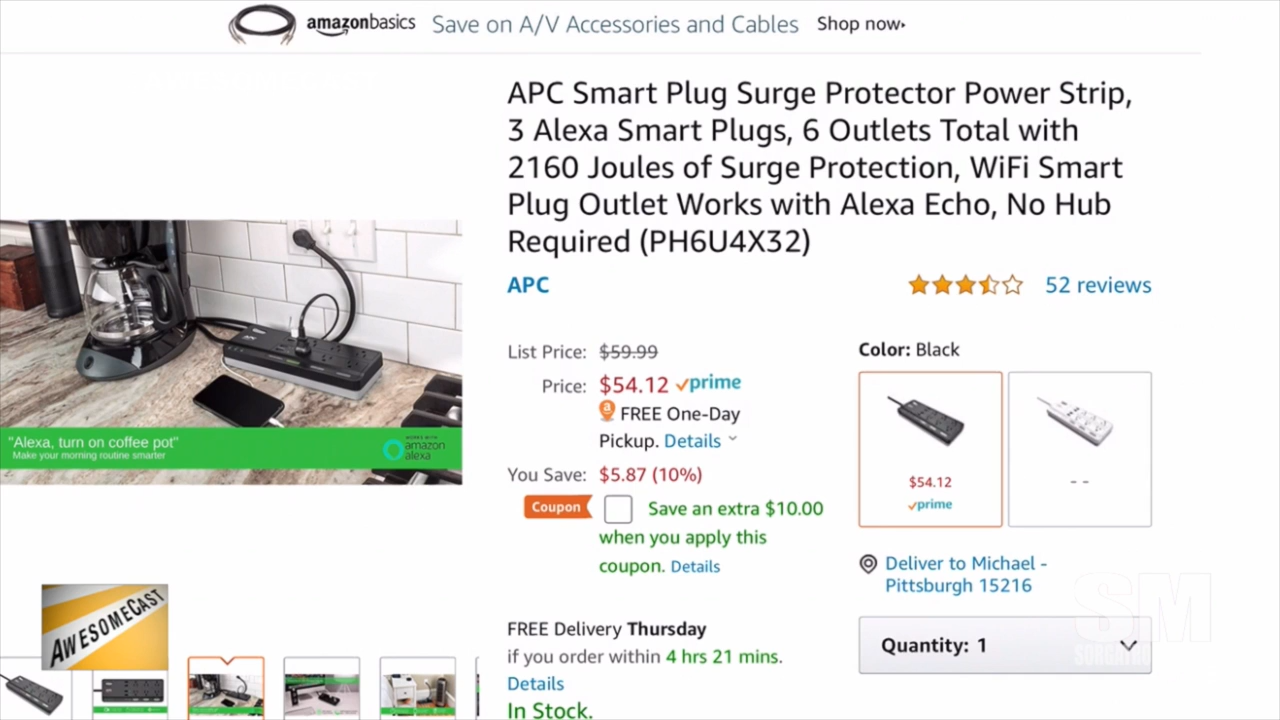 amazonbasics Save on A/V Accessories and Cables Shop now
APC Smart Plug Surge Protector Power Strip,
3 Alexa Smart Plugs, 6 Outlets Total with
2160 Joules of Surge Protection, WiFi Smart
Plug Outlet Works with Alexa Echo, No Hub
Required (PH6U4X32)
APC
52 reviews
List Price: $59.99
Price: $54.12 prime
FREE One-Day
Pickup. Details
You Save: $5.87 (10%)
Coupon Save an extra $10.00
when you apply this
coupon. Details
FREE Delivery Thursday
if you order within 4 hrs 21 mins.
Details
In Stock.
Color: Black
$54.12
prime
- -
Deliver to Michael -
Pittsburgh 15216
Quantity: 1
"Alexa, turn on coffee pot"
Make your morning routine smarter
WORKS WITH
amazon
alexa
APC
AWESOMECAST
SM